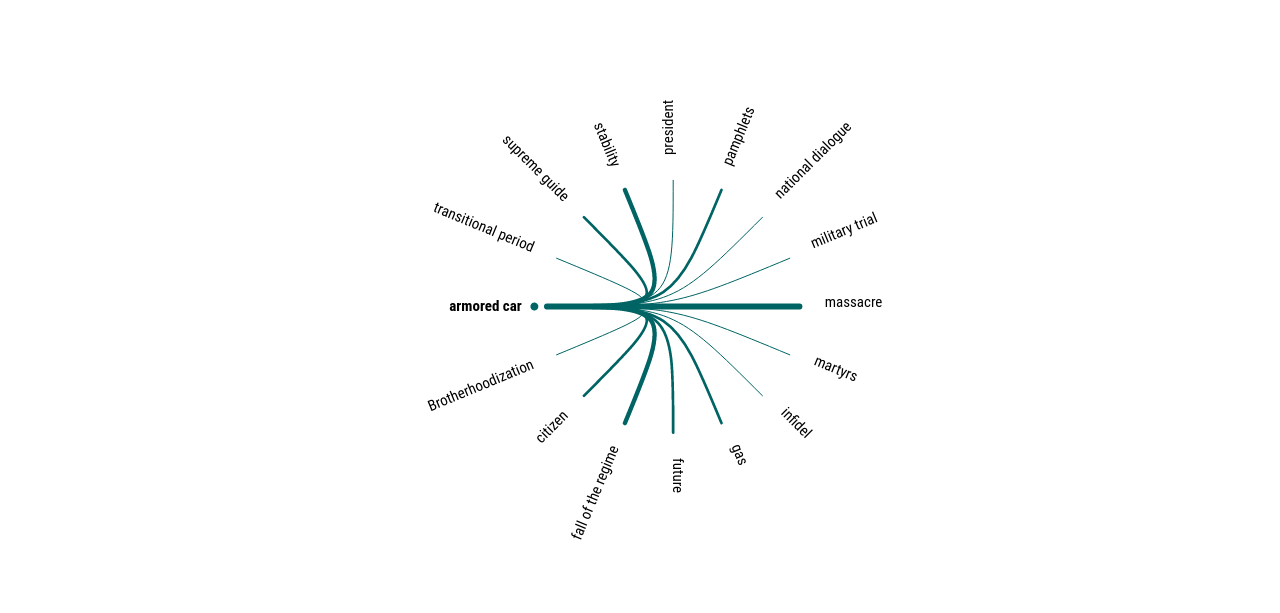 president
pamphlets
stability
national dialogue
supreme guide
military trial
transitional period
armored car
massacre
martyrs
Brotherhoodization
infidel
citizen
gas
fall of the regime
future